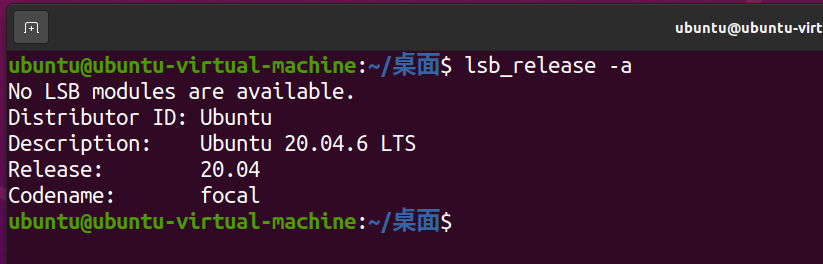 ubuntu@ubuntu-virt
ubuntu@ubuntu-virtual-machine:~/桌面$ lsb_release -a
No LSB modules are available.
Distributor ID: Ubuntu
Description:    Ubuntu 20.04.6 LTS
Release:        20.04
Codename:       focal
ubuntu@ubuntu-virtual-machine:~/桌面$